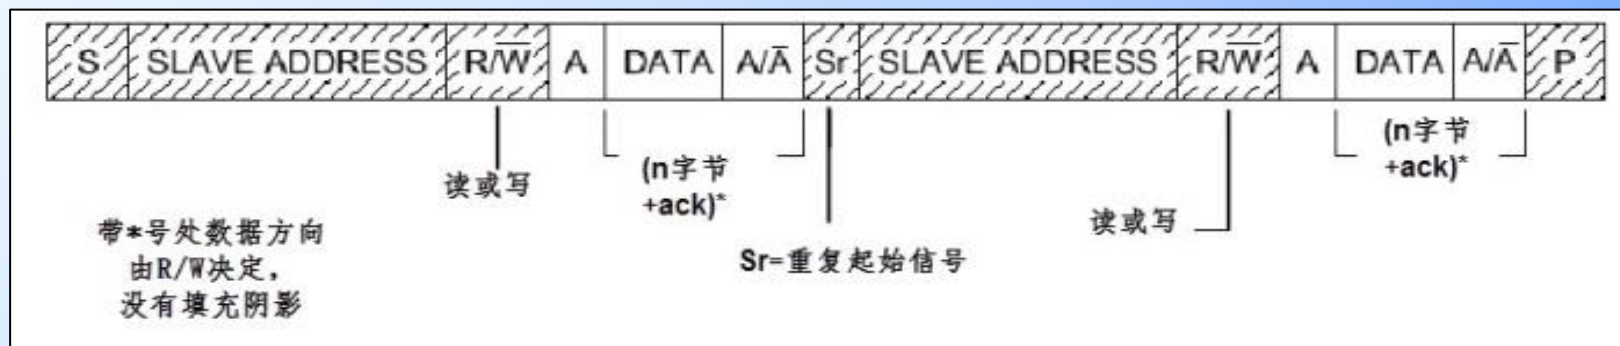 S SLAVE ADDRESS R/W̅ A DATA A/A̅ Sr SLAVE ADDRESS R/W̅ A DATA A/A̅ P
(n字节
+ack)*
(n字节
+ack)*
读或写
读或写
Sr=重复起始信号
带*号处数据方向
由R/W决定，
没有填充阴影